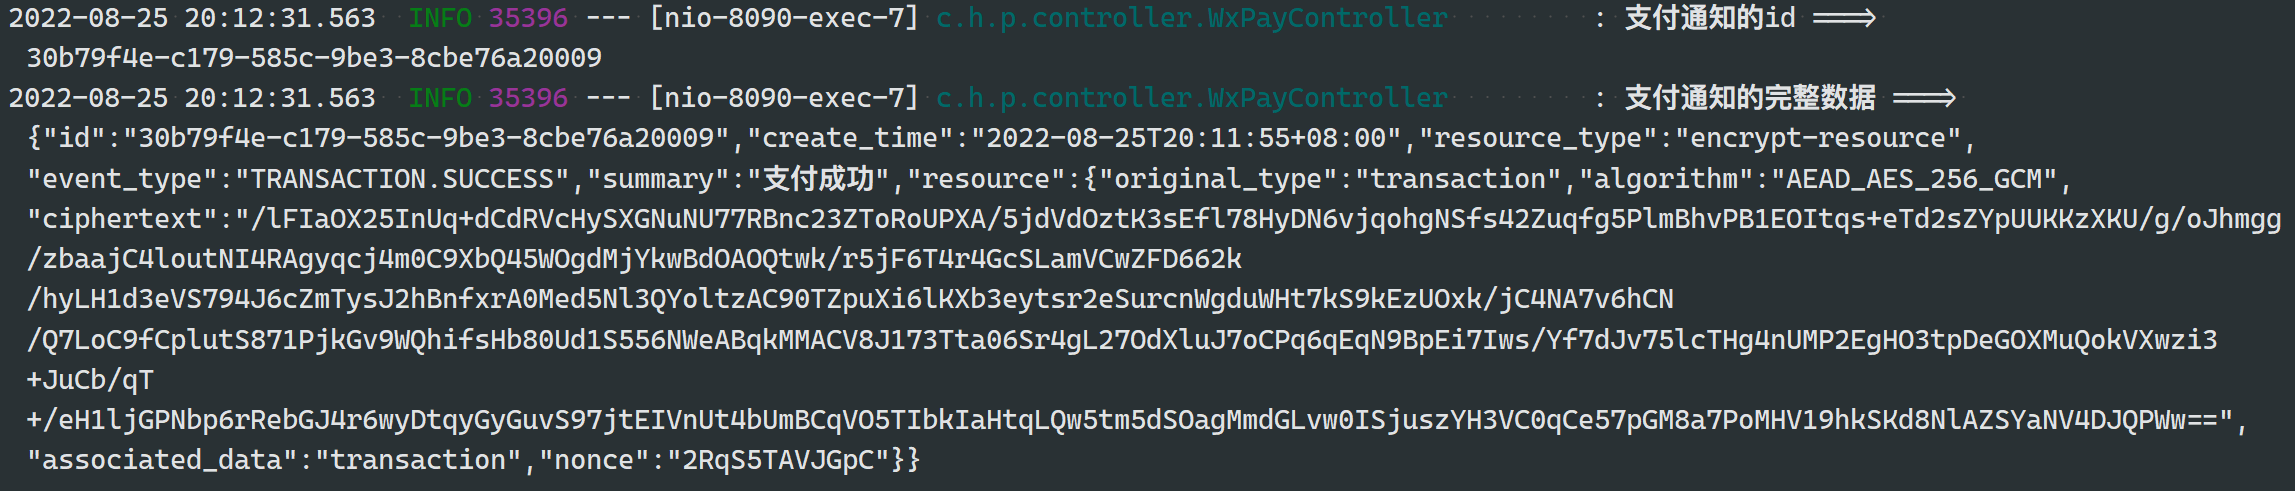 2022-08-25 20:12:31.563  INFO 35396 --- [nio-8090-exec-7] c.h.p.controller.WxPayController         : 支付通知的id ===>
30b79f4e-c179-585c-9be3-8cbe76a20009
2022-08-25 20:12:31.563  INFO 35396 --- [nio-8090-exec-7] c.h.p.controller.WxPayController         : 支付通知的完整数据 ===>
{"id":"30b79f4e-c179-585c-9be3-8cbe76a20009","create_time":"2022-08-25T20:11:55+08:00","resource_type":"encrypt-resource",
"event_type":"TRANSACTION.SUCCESS","summary":"支付成功","resource":{"original_type":"transaction","algorithm":"AEAD_AES_256_GCM",
"ciphertext":"/lFIaOX25InUq+dCdRVcHySXGNuNU77RBnc23ZToRoUPXA/5jdVdOztK3sEfl78HyDN6vjqohgNSfs42Zuqfg5PlmBhvPB1EOItqs+eTd2sZYpUUKKzXKU/g/oJhmgg
/zbaajC4loutNI4RAgyqcj4m0C9XbQ45WOgdMjYkwBdOAOQtwk/r5jF6T4r4GcSLamVCwZFD662k
/hyLH1d3eVS794J6cZmTysJ2hBnfxrA0Med5Nl3QYoltzAC90TZpuXi6lKXb3eytsr2eSurcnWgduWHt7kS9kEzUOxk/jC4NA7v6hCN
/Q7LoC9fCplutS871PjkGv9WQhifsHb80Ud1S556NWeABqkMMACV8J173Tta06Sr4gL27OdXluJ7oCPq6qEqN9BpEi7Iws/Yf7dJv75lcTHg4nUMP2EgHO3tpDeGOXMuQokVXwzi3
+JuCb/qT
+/eH1ljGPNbp6rRebGJ4r6wyDtqyGyGuvS97jtEIVnUt4bUmBCqVO5TIbkIaHtqLQw5tm5dSOagMmdGLvw0ISjuszYH3VC0qCe57pGM8a7PoMHV19hkSKd8NlAZSYaNV4DJQPWw==",
"associated_data":"transaction","nonce":"2RqS5TAVJGpC"}}